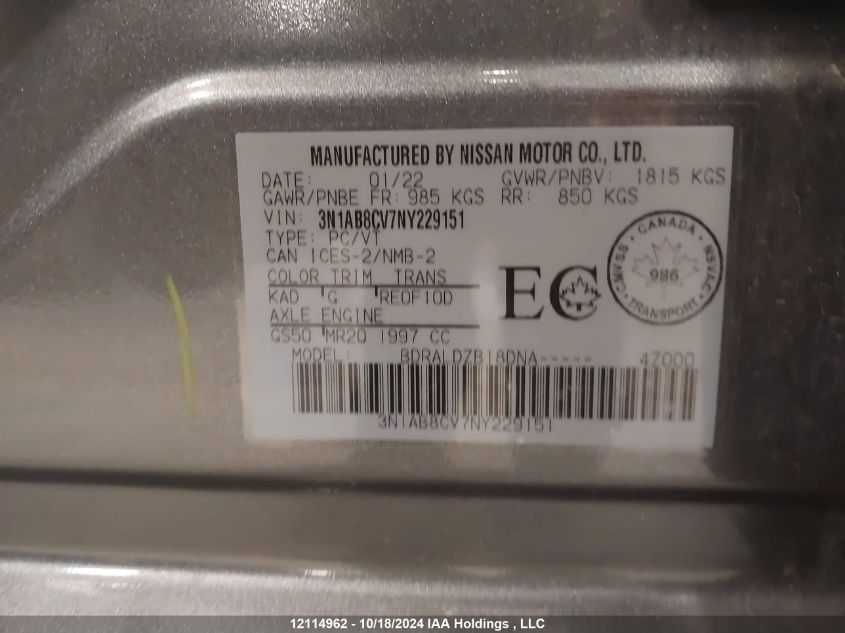 MANUFACTURED BY NISSAN MOTOR CO., LTD.
DATE: 01/22 GVWR/PNBV: 1815 KGS
GAWR/PNBE FR: 985 KGS RR: 850 KGS
VIN: 3N1AB8CV7NY229151
TYPE: PC/VT
CAN ICES-2/NMB-2
COLOR TRIM TRANS
KAD G RE0F10D
AXLE ENGINE
GS50 MR20 1997 CC
EC
CANADA
CMVSS 986 NSVAC
TRANSPORT
MODEL: BDRALDZB18DNA----- 4Z000
3N1AB8CV7NY229151
12114962 - 10/18/2024 IAA Holdings , LLC